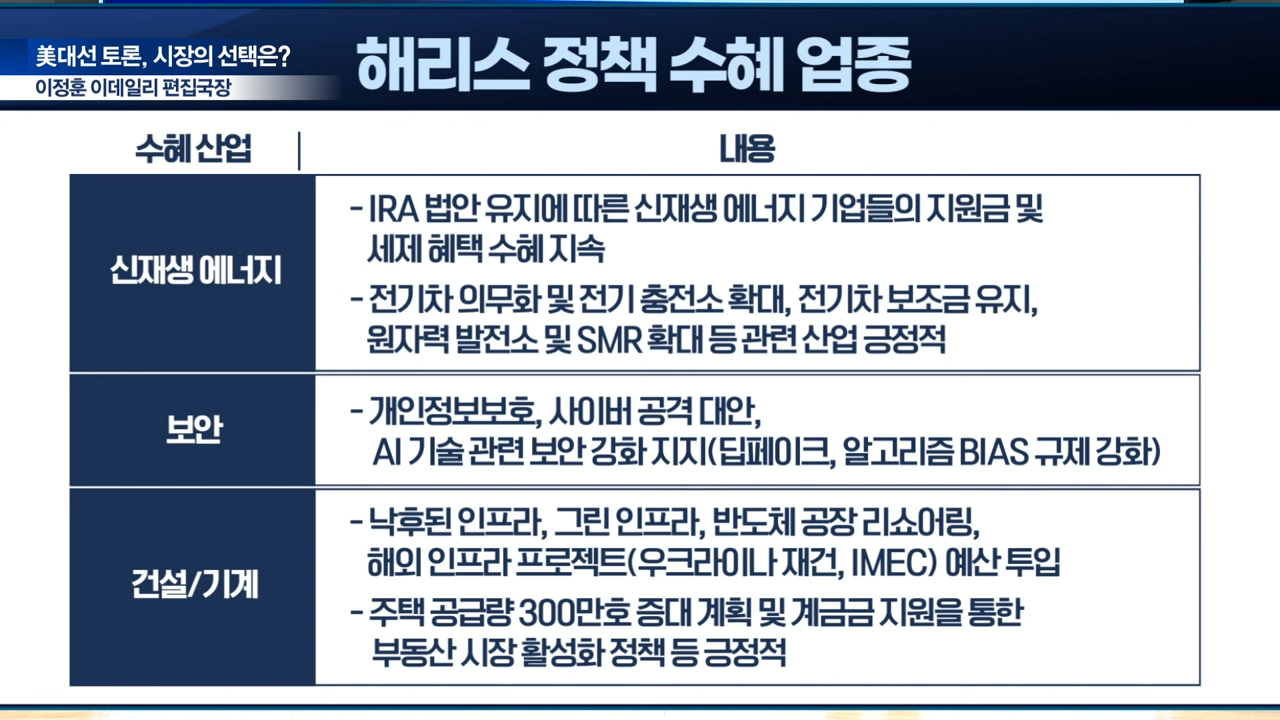 美대선 토론, 시장의 선택은?
이정훈 이데일리 편집국장
해리스 정책 수혜 업종
수혜 산업
내용
신재생 에너지
- IRA 법안 유지에 따른 신재생 에너지 기업들의 지원금 및
세제 혜택 수혜 지속
- 전기차 의무화 및 전기 충전소 확대, 전기차 보조금 유지,
원자력 발전소 및 SMR 확대 등 관련 산업 긍정적
보안
- 개인정보보호, 사이버 공격 대안,
AI 기술 관련 보안 강화 지지(딥페이크, 알고리즘 BIAS 규제 강화)
건설/기계
- 낙후된 인프라, 그린 인프라, 반도체 공장 리쇼어링,
해외 인프라 프로젝트(우크라이나 재건, IMEC) 예산 투입
- 주택 공급량 300만호 증대 계획 및 계금금 지원을 통한
부동산 시장 활성화 정책 등 긍정적